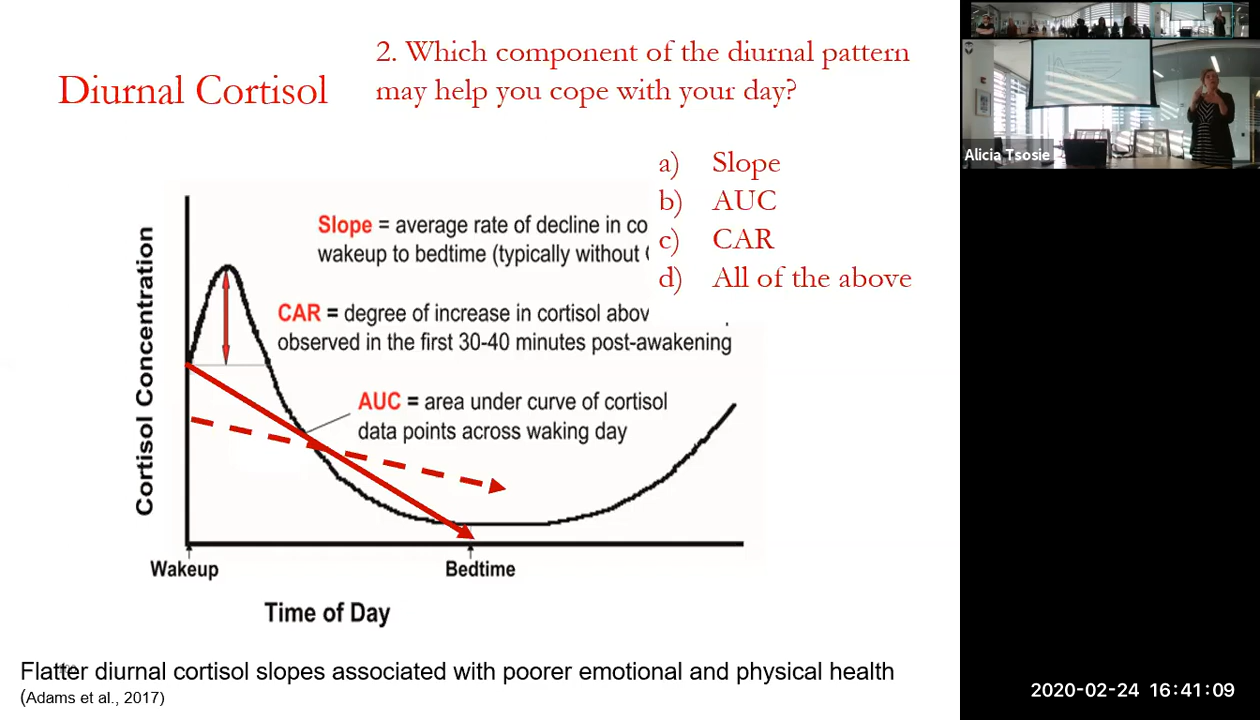 Diurnal Cortisol
2. Which component of the diurnal pattern
may help you cope with your day?
a) Slope
b) AUC
c) CAR
d) All of the above
Slope = average rate of decline in co
wakeup to bedtime (typically without
CAR = degree of increase in cortisol abov
observed in the first 30-40 minutes post-awakening
AUC = area under curve of cortisol
data points across waking day
Cortisol Concentration
Wakeup
Bedtime
Time of Day
Flatter diurnal cortisol slopes associated with poorer emotional and physical health
(Adams et al., 2017)
Alicia Tsosie
2020-02-24 16:41:09